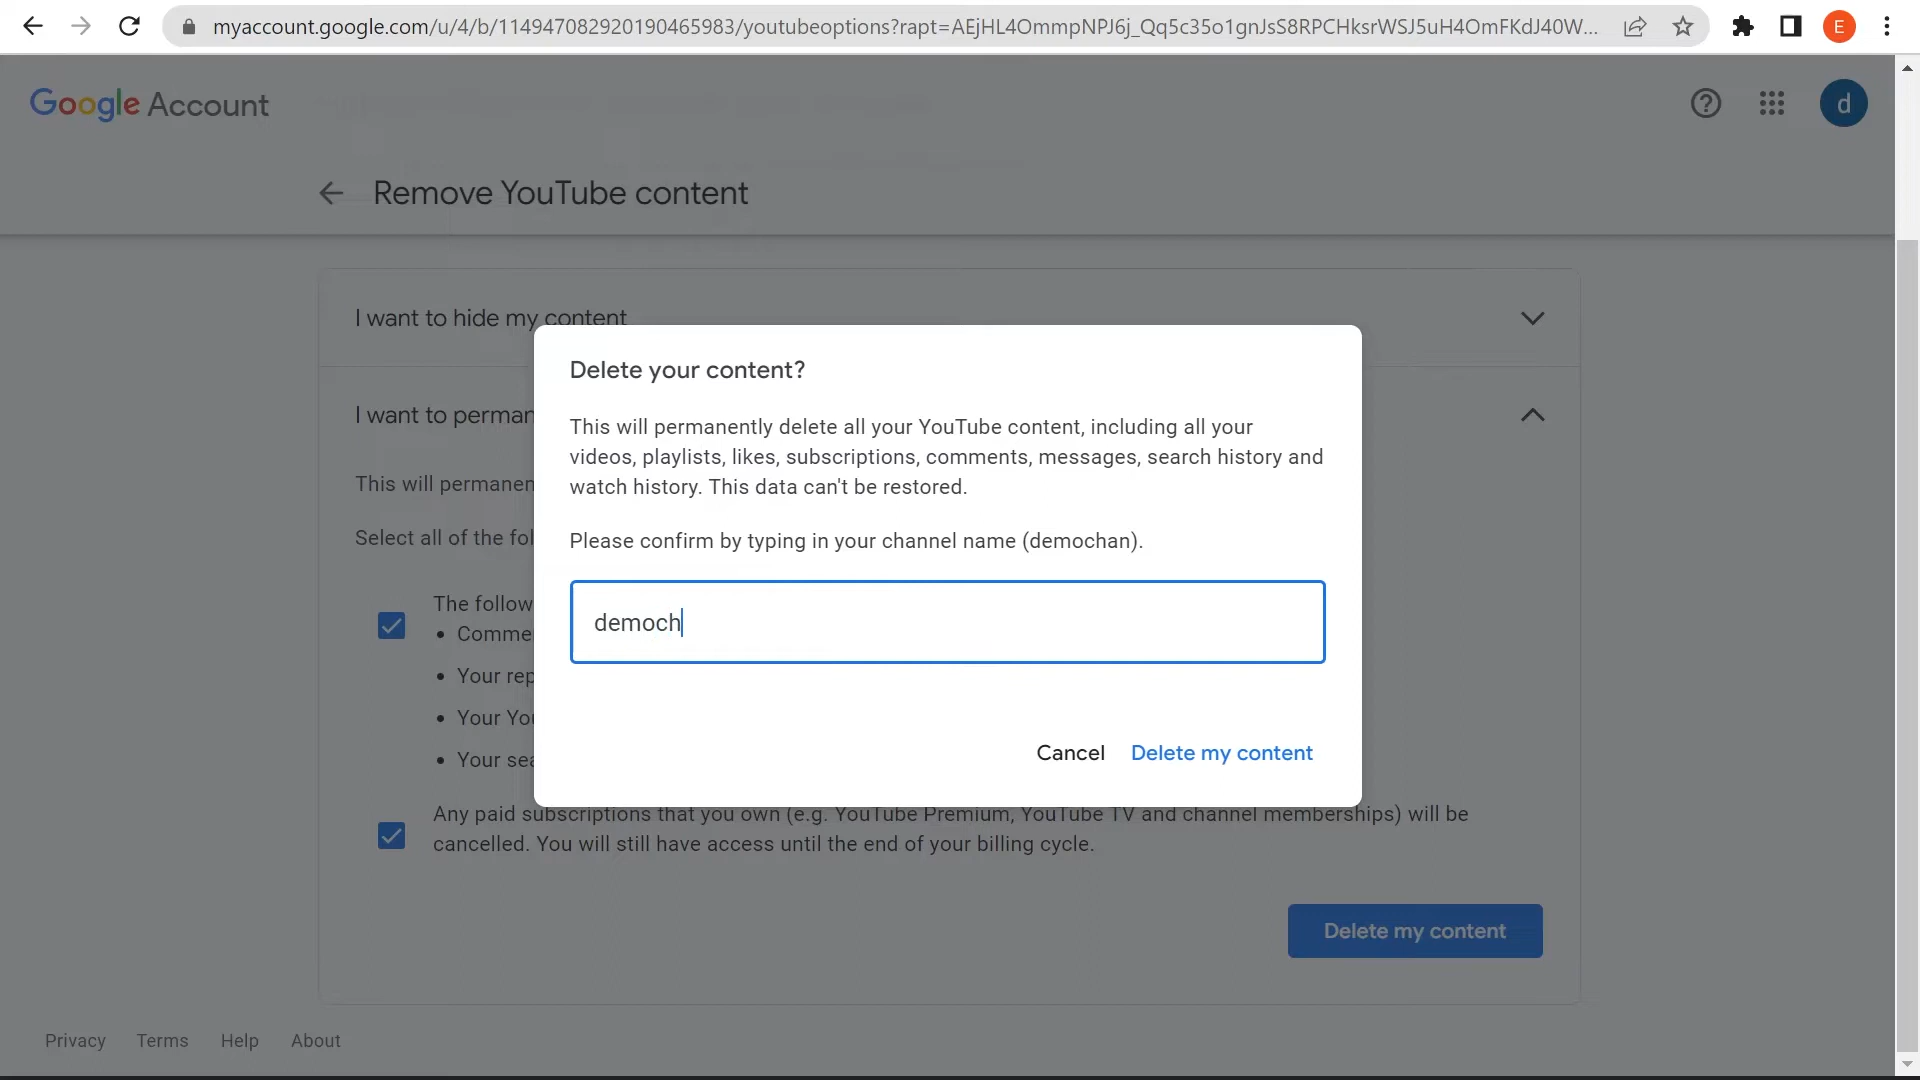 myaccount.google.com/u/4/b/114947082920190465983/youtubeoptions?rapt=AEjHL4OmmpNPJ6j_Qq5c35o1gnJsS8RPCHksrWSJ5uH4OmFKdJ40W...
E
Google Account
d
Remove YouTube content
I want to hide my content
Delete your content?
I want to perman
This will permanently delete all your YouTube content, including all your
videos, playlists, likes, subscriptions, comments, messages, search history and
watch history. This data can't be restored.
This will permanen
Select all of the fol
Please confirm by typing in your channel name (demochan).
democh
The follow
• Comme
• Your rep
• Your You
• Your sea
Cancel Delete my content
Any paid subscriptions that you own (e.g. YouTube Premium, YouTube TV and channel memberships) will be
cancelled. You will still have access until the end of your billing cycle.
Delete my content
Privacy Terms Help About